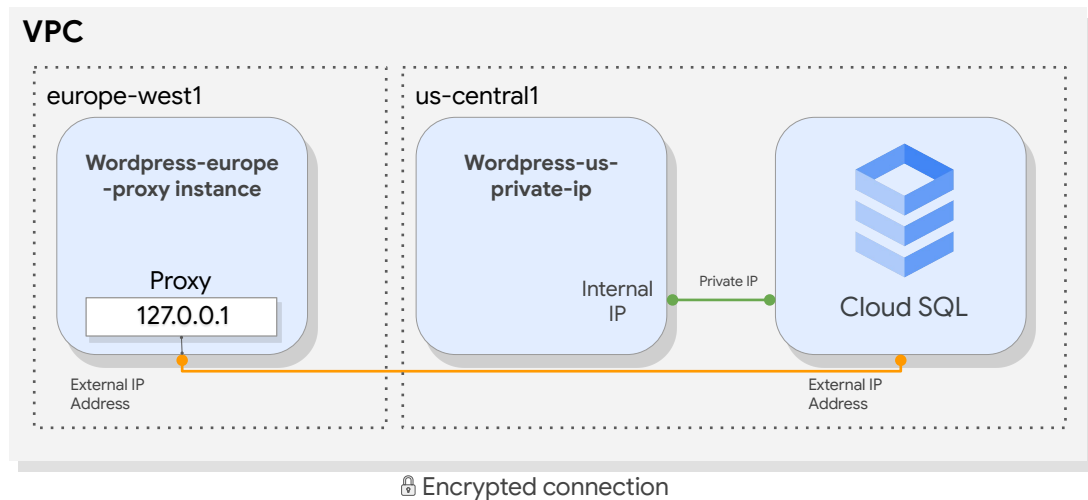 VPC
europe-west1
Wordpress-europe
-proxy instance
Proxy
127.0.0.1
External IP
Address
us-central1
Wordpress-us-
private-ip
Internal
IP
Private IP
Cloud SQL
External IP
Address
Encrypted connection